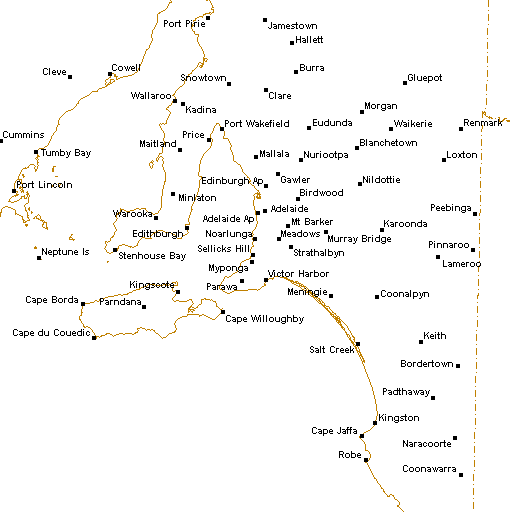 Port Pirie
Jamestown
Hallett
Cleve
Cowell
Burra
Snowtown
Gluepot
Clare
Wallaroo
Kadina
Morgan
Port Wakefield
Eudunda
Waikerie
Renmark
Cummins
Price
Maitland
Blanchetown
Tumby Bay
Mallala
Nuriootpa
Loxton
Gawler
Edinburgh Ap
Nildottie
Port Lincoln
Minlaton
Birdwood
Peebinga
Warooka
Adelaide
Adelaide Ap
Mt Barker
Karoonda
Edithburgh
Noarlunga
Meadows
Murray Bridge
Pinnaroo
Sellicks Hill
Strathalbyn
Neptune Is
Stenhouse Bay
Lameroo
Myponga
Victor Harbor
Kingscote
Parawa
Meningie
Coonalpyn
Cape Borda
Parndana
Cape Willoughby
Cape du Couedic
Keith
Salt Creek
Bordertown
Padthaway
Kingston
Cape Jaffa
Naracoorte
Robe
Coonawarra